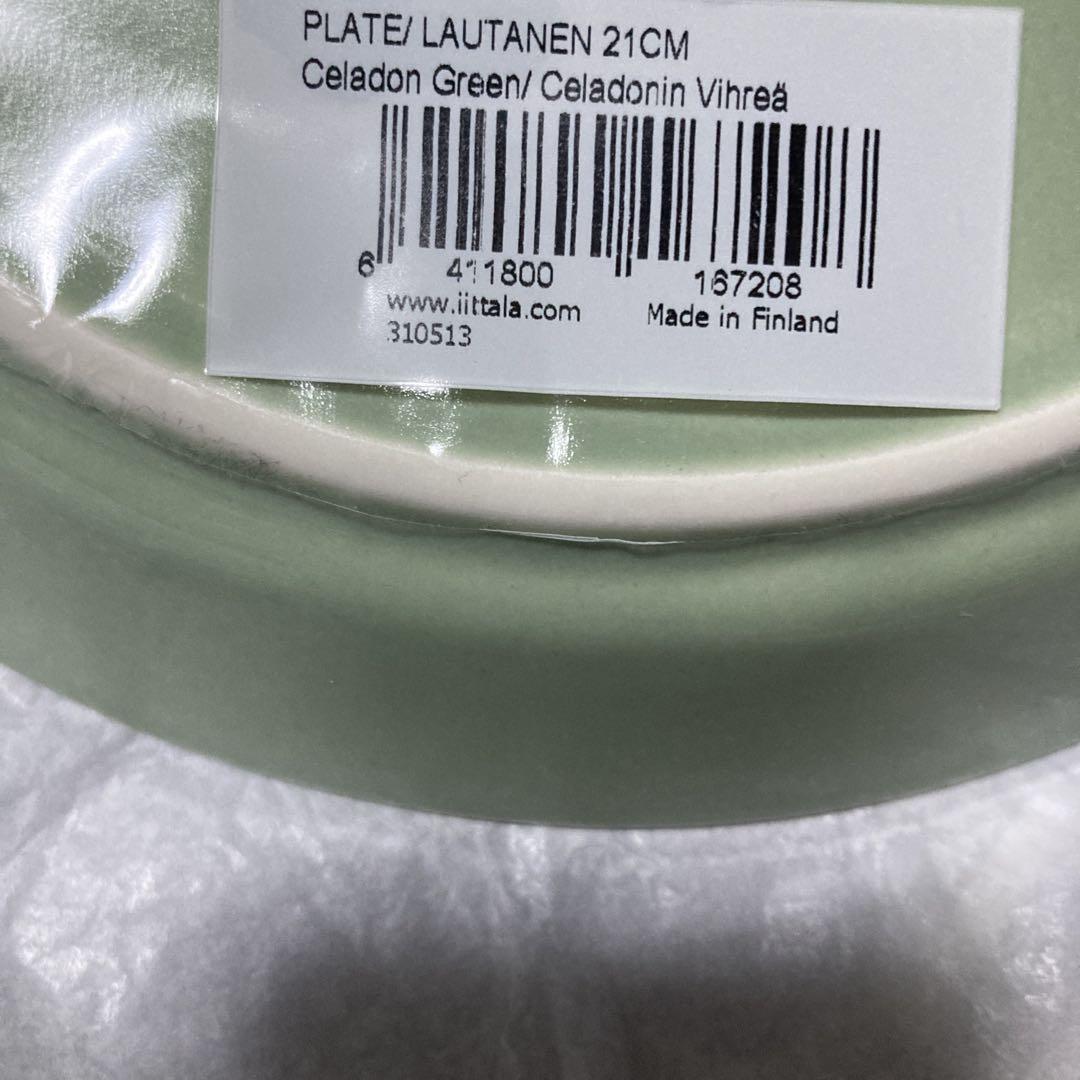 PLATE/ LAUTANEN 21CM
Celadon Green/ Celadonin Vihreä
6 411800 167208
www.iittala.com Made in Finland
310513